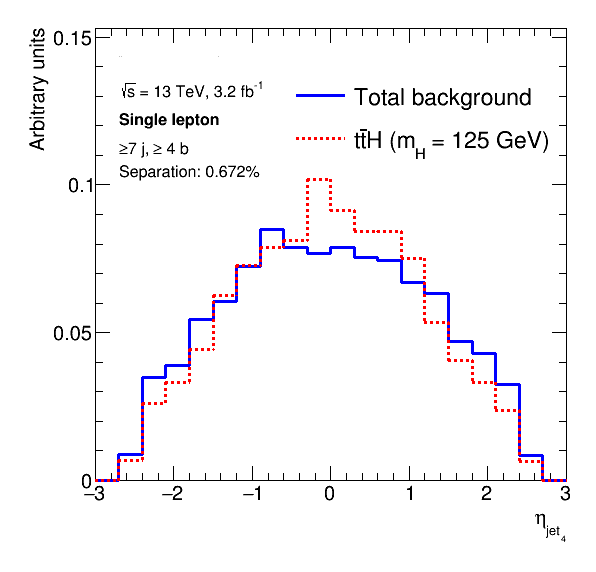 Arbitrary units
0.15
0.1
0.05
0
√s = 13 TeV, 3.2 fb⁻¹
Single lepton
≥7 j, ≥ 4 b
Separation: 0.672%
Total background
tt̄H (m_H = 125 GeV)
−3 −2 −1 0 1 2 3
η_jet₄